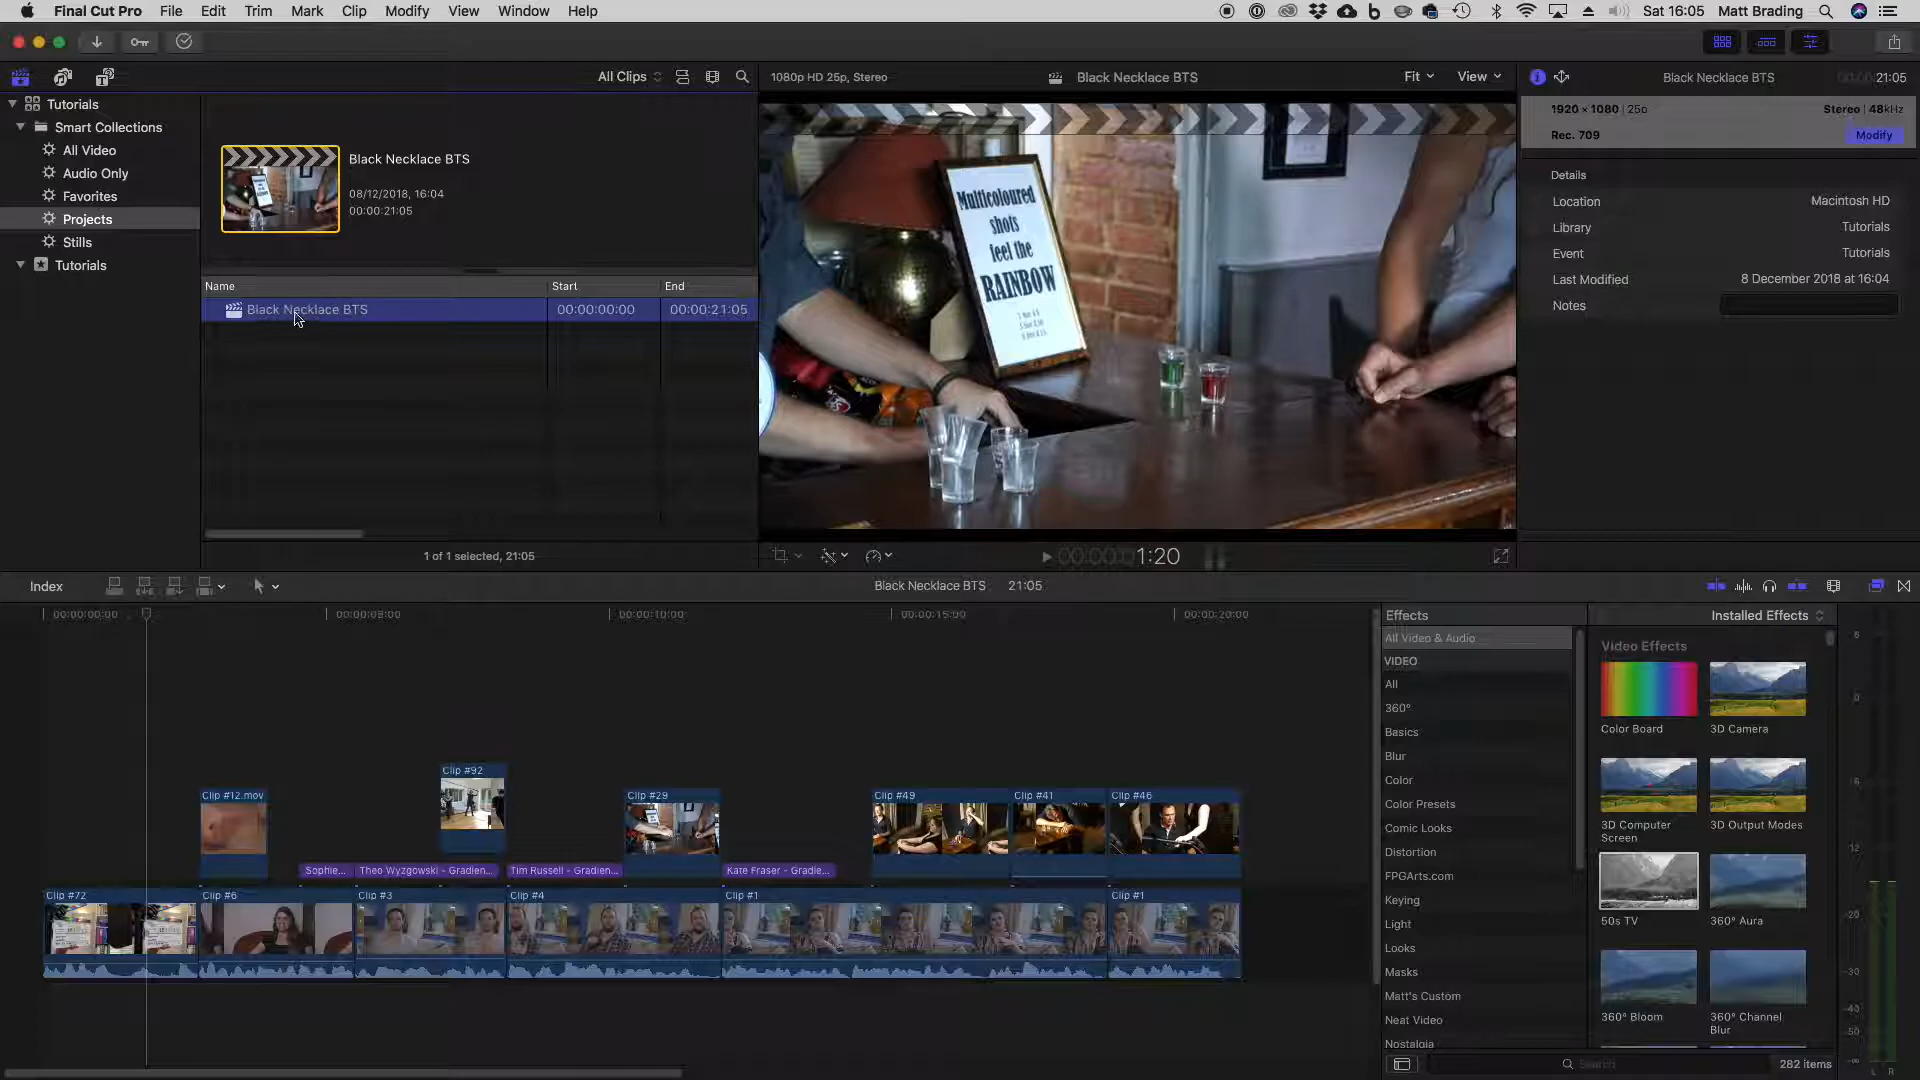 Final Cut Pro File Edit Trim Mark Clip Modify View Window Help
Sat 16:05 Matt Brading
All Clips
1080p HD 25p, Stereo
Black Necklace BTS
Fit
View
Black Necklace BTS
21:05
Tutorials
Smart Collections
All Video
Audio Only
Favorites
Projects
Stills
Tutorials
Black Necklace BTS
08/12/2018, 16:04
00:00:21:05
Name Start End
Black Necklace BTS 00:00:00:00 00:00:21:05
1 of 1 selected, 21:05
Multicoloured
shots
feel the
RAINBOW
1:20
1920 × 1080 | 25p
Stereo | 48kHz
Rec. 709
Modify
Details
Location Macintosh HD
Library Tutorials
Event Tutorials
Last Modified 8 December 2018 at 16:04
Notes
Index
Black Necklace BTS 21:05
00:00:00:00
00:00:10:00
00:00:15:00
00:00:20:00
Clip #92
Clip #12.mov
Clip #29
Clip #49
Clip #41
Clip #46
Sophie...
Theo Wyzgowski - Gradien...
Tim Russell - Gradien...
Kate Fraser - Gradie...
Clip #72
Clip #6
Clip #3
Clip #4
Clip #1
Clip #1
Effects
Installed Effects
All Video & Audio
VIDEO
All
360°
Basics
Blur
Color
Color Presets
Comic Looks
Distortion
FPGArts.com
Keying
Light
Looks
Masks
Matt's Custom
Neat Video
Nostalgia
Video Effects
Color Board
3D Camera
3D Computer
Screen
3D Output Modes
50s TV
360° Aura
360° Bloom
360° Channel
Blur
Search
282 items
6
0
-20
-30
L R